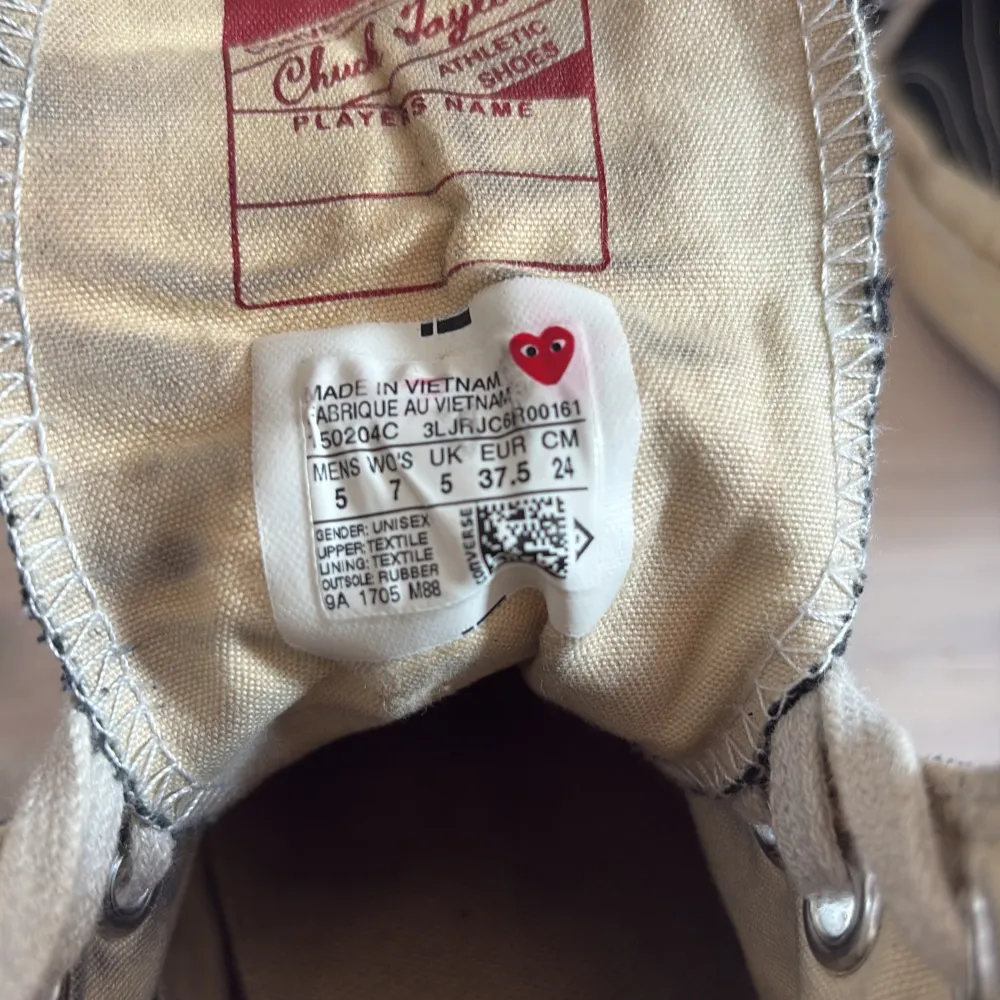 Chuck Taylor
ATHLETIC
SHOES
PLAYERS NAME
MADE IN VIETNAM
FABRIQUE AU VIETNAM
150204C 3LJRJC6R00161
MENS WO'S UK EUR CM
5 7 5 37.5 24
GENDER: UNISEX
UPPER: TEXTILE
LINING: TEXTILE
OUTSOLE: RUBBER
9A 1705 M88
CONVERSE